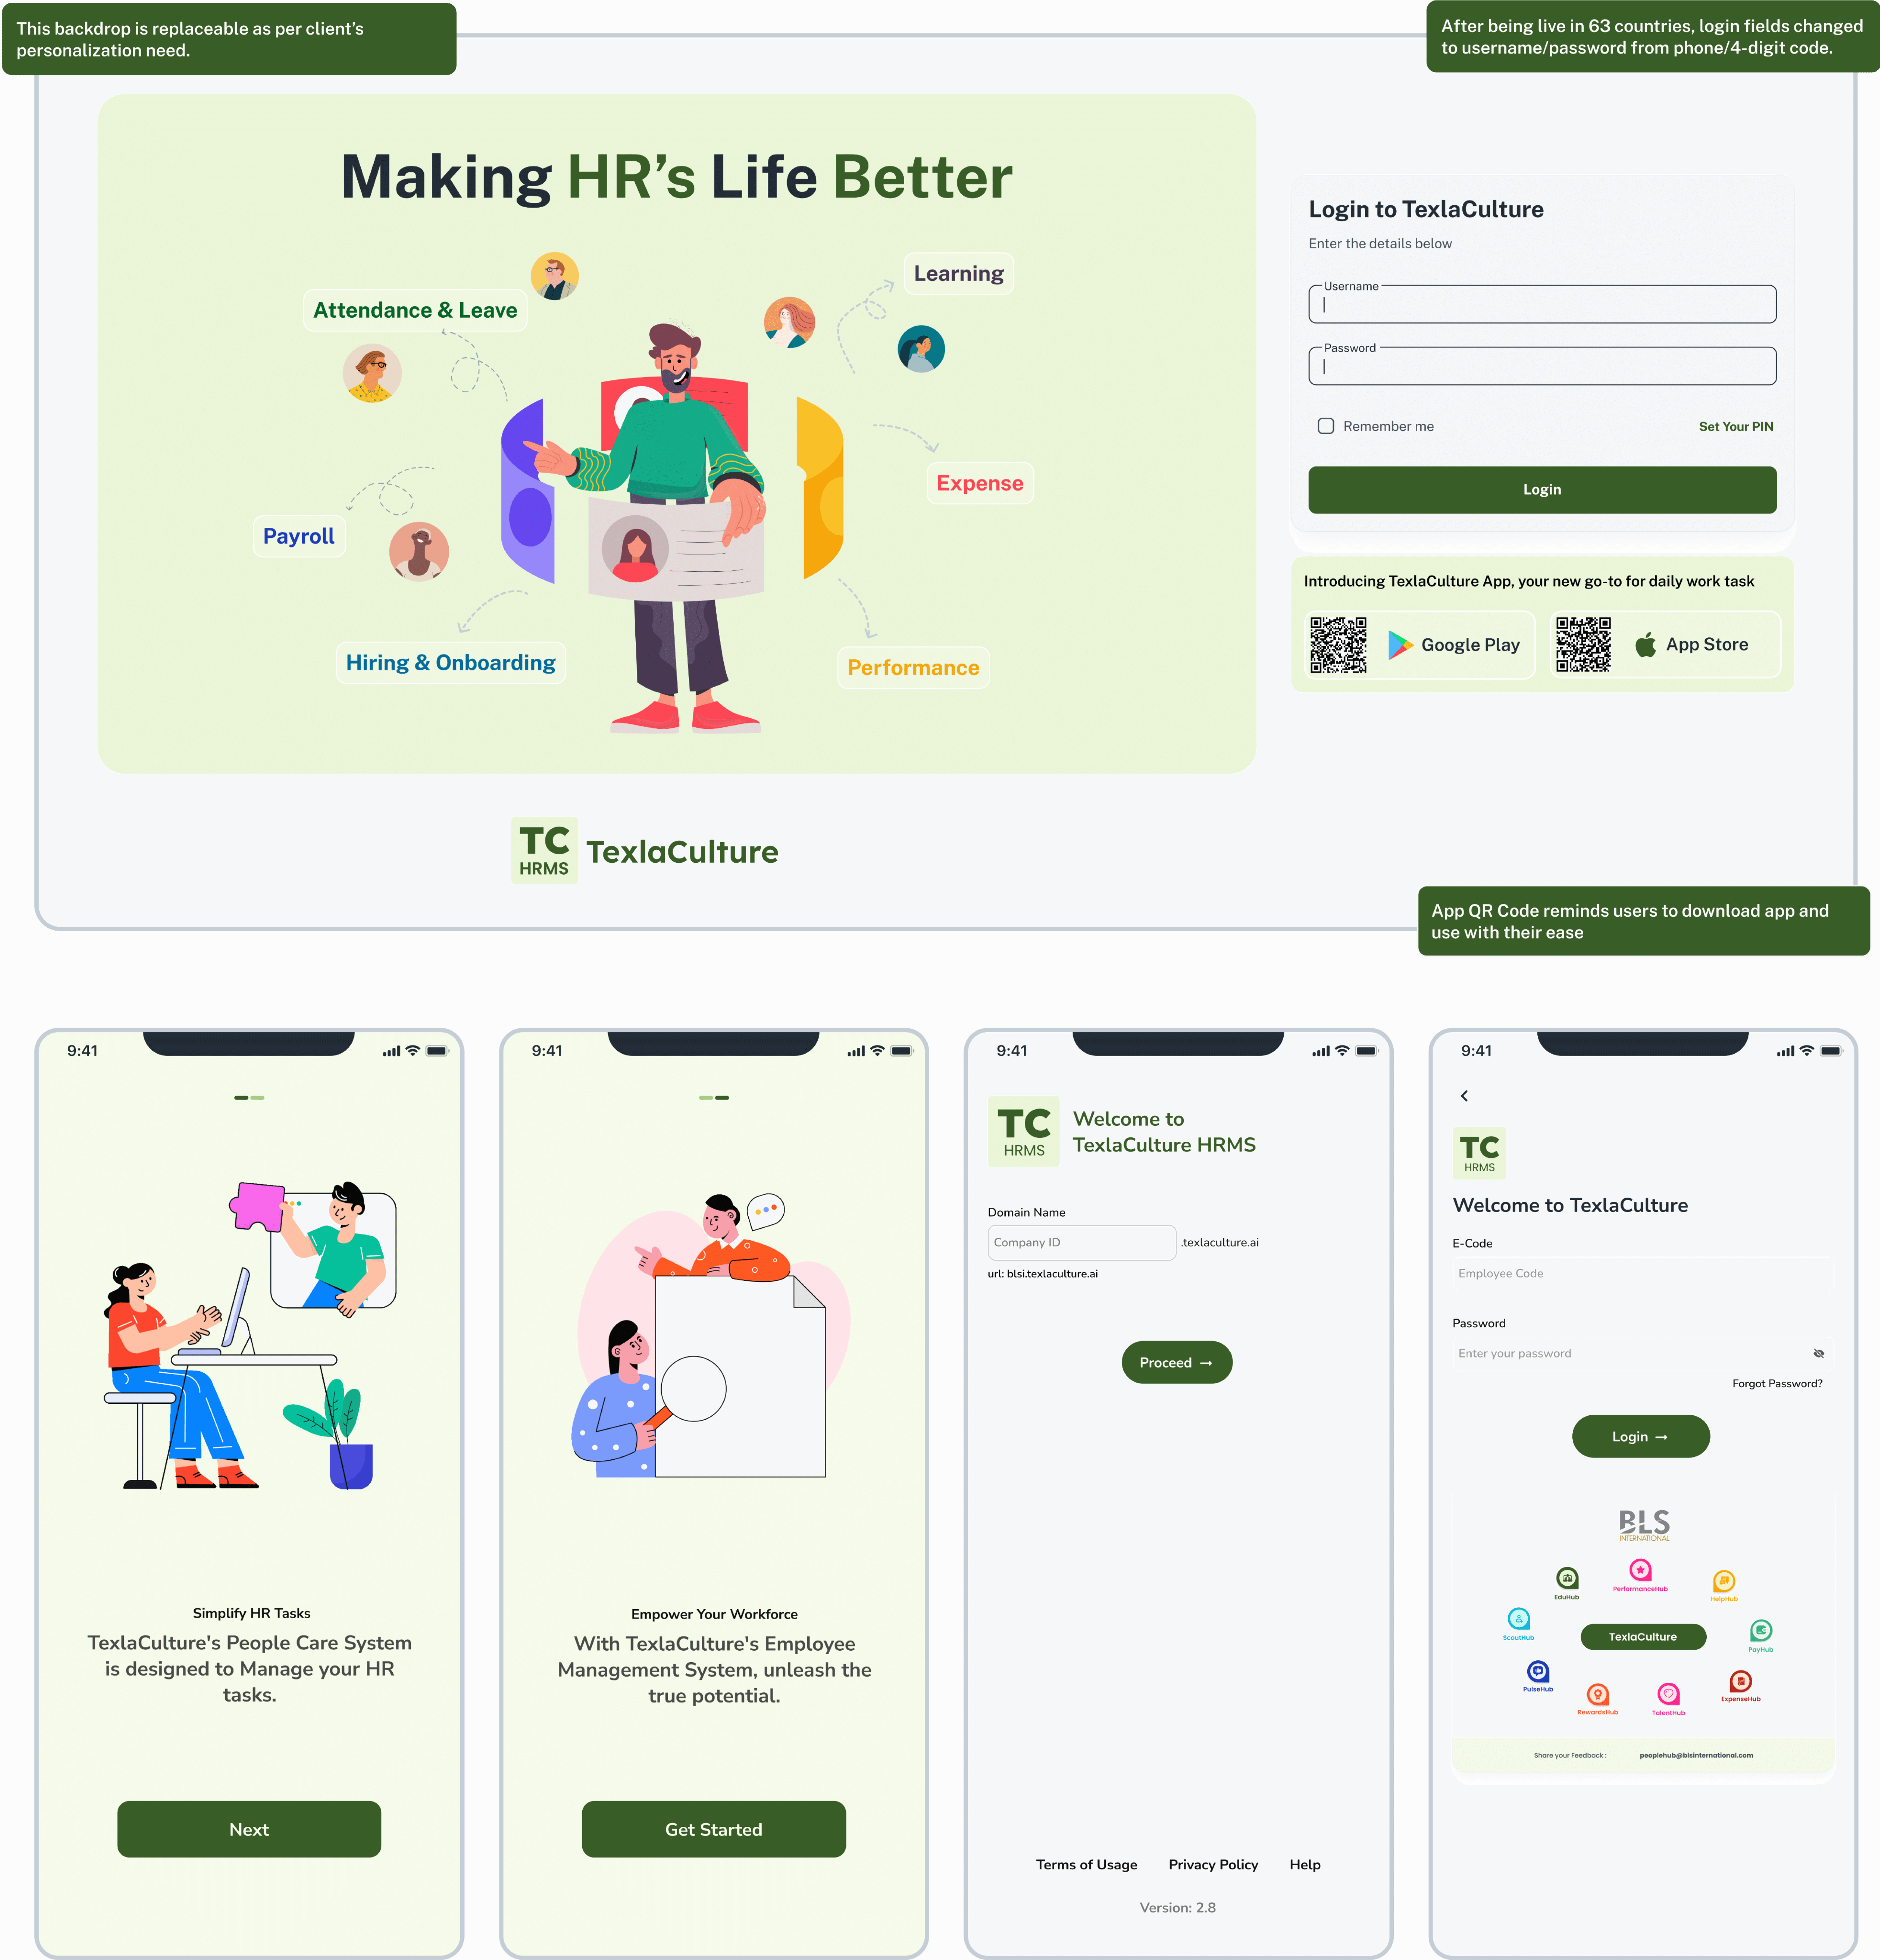 This backdrop is replaceable as per client’s
personalization need.
After being live in 63 countries, login fields changed
to username/password from phone/4-digit code.
Making HR’s Life Better
Attendance & Leave
Learning
Expense
Payroll
Hiring & Onboarding
Performance
TC
HRMS
TexlaCulture
Login to TexlaCulture
Enter the details below
Username
Password
Remember me
Set Your PIN
Login
Introducing TexlaCulture App, your new go-to for daily work task
Google Play
App Store
App QR Code reminds users to download app and
use with their ease
9:41
Simplify HR Tasks
TexlaCulture's People Care System
is designed to Manage your HR
tasks.
Next
9:41
Empower Your Workforce
With TexlaCulture's Employee
Management System, unleash the
true potential.
Get Started
9:41
TC
HRMS
Welcome to
TexlaCulture HRMS
Domain Name
Company ID
.texlaculture.ai
url: blsi.texlaculture.ai
Proceed →
Terms of Usage
Privacy Policy
Help
Version: 2.8
9:41
TC
HRMS
Welcome to TexlaCulture
E-Code
Employee Code
Password
Enter your password
Forgot Password?
Login →
BLS
INTERNATIONAL
EduHub
PerformanceHub
HelpHub
ScoutHub
TexlaCulture
PayHub
PulseHub
RewardsHub
TalentHub
ExpenseHub
Share your Feedback :
peoplehub@blsinternational.com